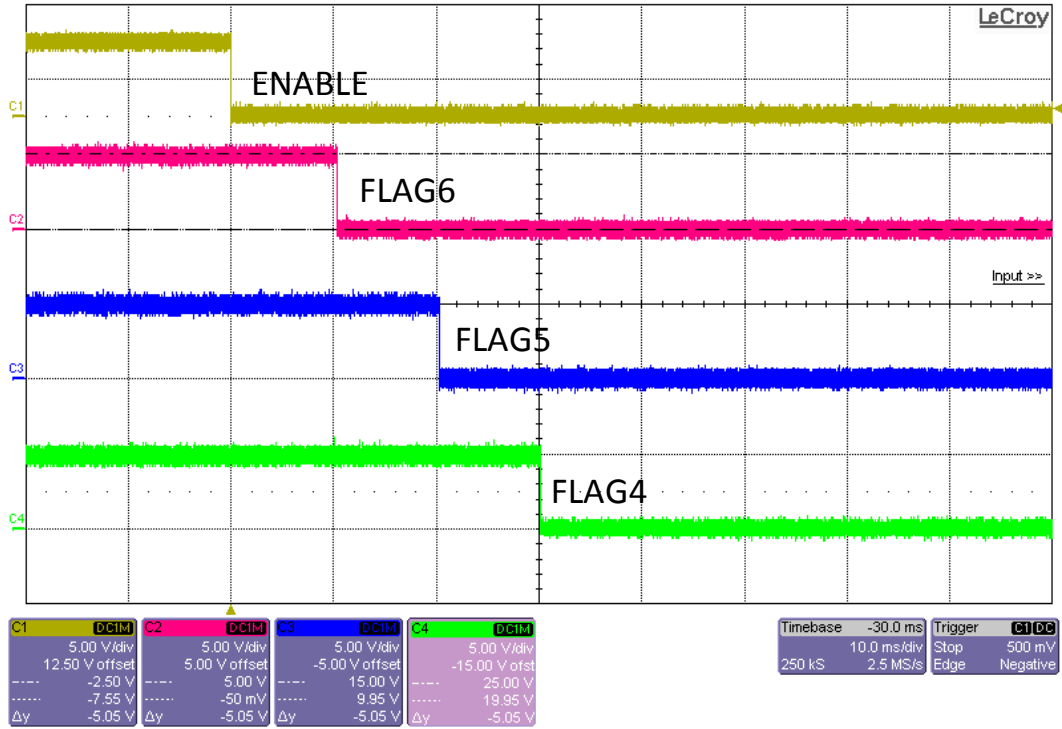 LeCroy
ENABLE
C1
FLAG6
C2
Input >>
FLAG5
C3
FLAG4
C4
C1 DC1M
5.00 V/div
12.50 V offset
-2.50 V
-7.55 V
Δy -5.05 V
C2 DC1M
5.00 V/div
5.00 V offset
5.00 V
-50 mV
Δy -5.05 V
C3 DC1M
5.00 V/div
-5.00 V offset
15.00 V
9.95 V
Δy -5.05 V
C4 DC1M
5.00 V/div
-15.00 V ofst
25.00 V
19.95 V
Δy -5.05 V
Timebase -30.0 ms
10.0 ms/div
250 kS 2.5 MS/s
Trigger C1 DC
Stop 500 mV
Edge Negative